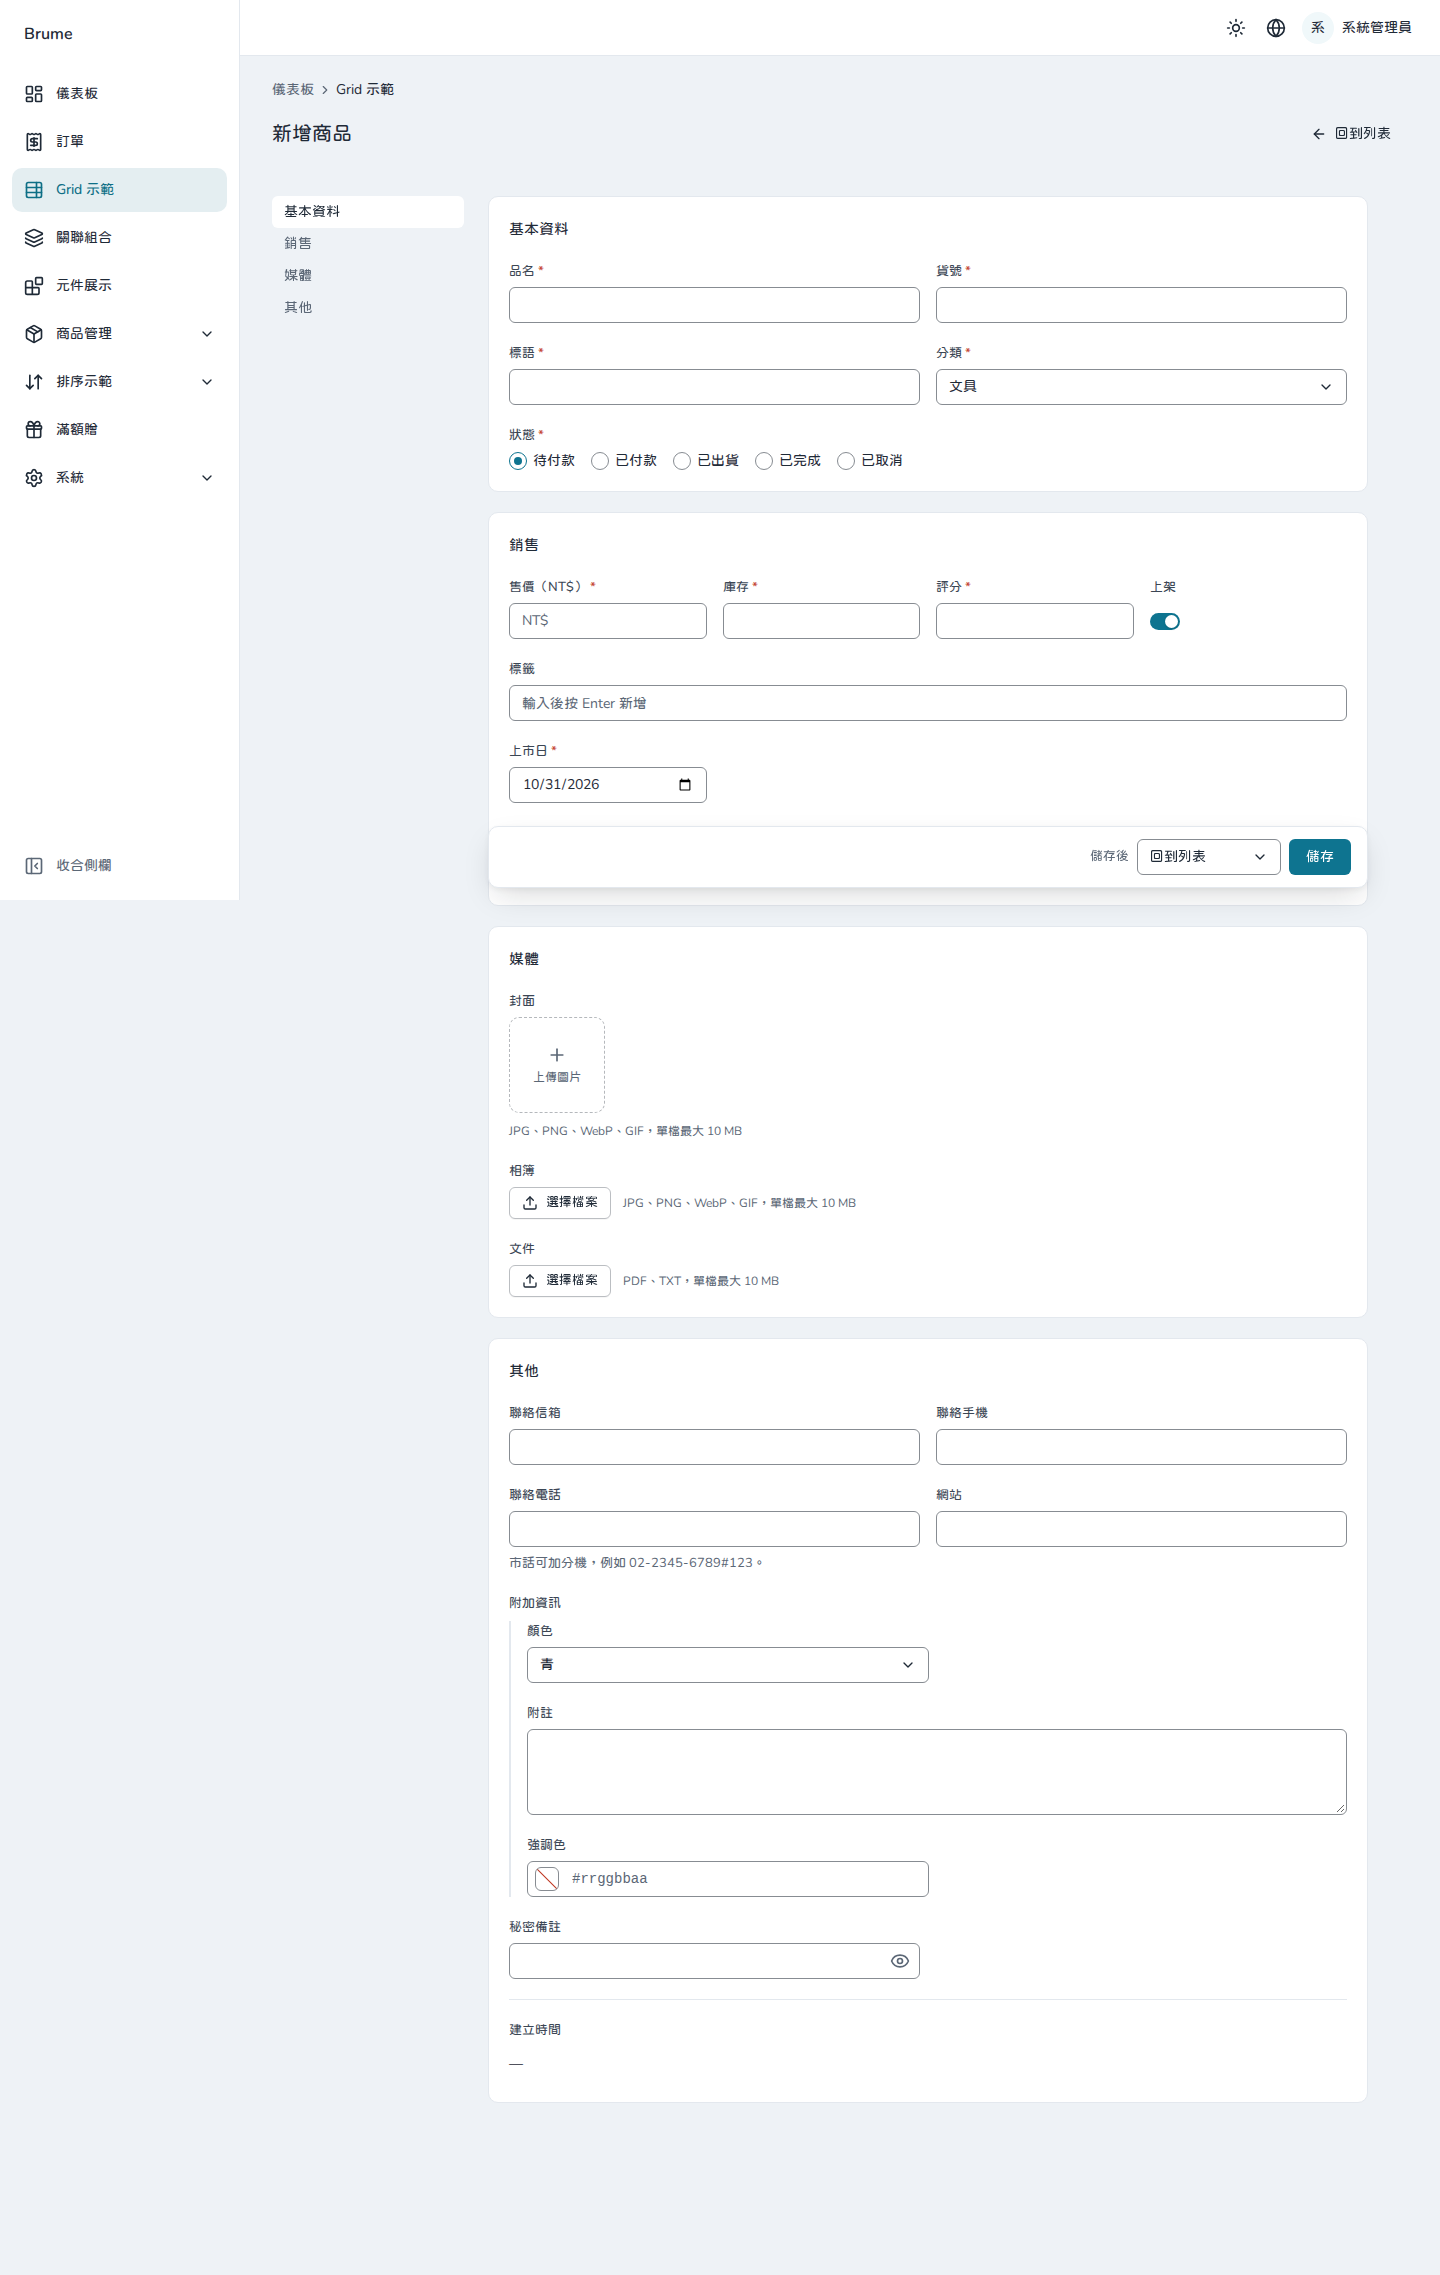 Brume
系 系統管理員
儀表板
訂單
Grid 示範
關聯組合
元件展示
商品管理
排序示範
滿額贈
系統
收合側欄
儀表板 > Grid 示範
新增商品
回到列表
基本資料
銷售
媒體
其他
基本資料
品名 *
貨號 *
標語 *
分類 *
文具
狀態 *
待付款 已付款 已出貨 已完成 已取消
銷售
售價（NT$） *
庫存 *
評分 *
上架
NT$
標籤
輸入後按 Enter 新增
上市日 *
10/31/2026
儲存後 回到列表 儲存
媒體
封面
上傳圖片
JPG、PNG、WebP、GIF，單檔最大 10 MB
相簿
選擇檔案 JPG、PNG、WebP、GIF，單檔最大 10 MB
文件
選擇檔案 PDF、TXT，單檔最大 10 MB
其他
聯絡信箱
聯絡手機
聯絡電話
網站
市話可加分機，例如 02-2345-6789#123。
附加資訊
顏色
青
附註
強調色
#rrggbbaa
秘密備註
建立時間
—